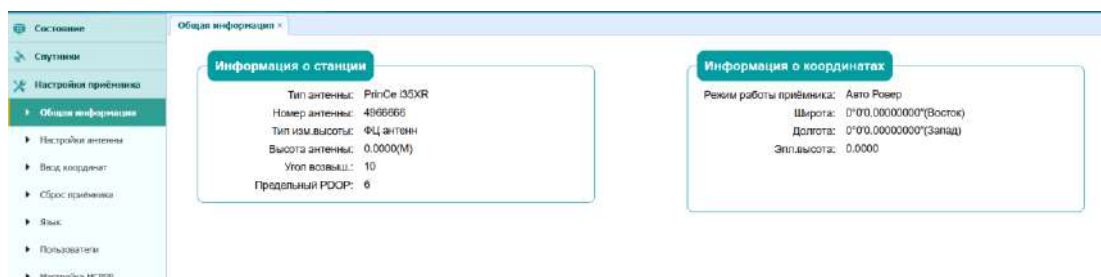 Состояние
Спутники
Настройки приёмника
Общая информация
Настройки антенны
Ввод координат
Сброс приёмника
Язык
Пользователи
Общая информация ×
Информация о станции
Тип антенны: PrinCe i35XR
Номер антенны: 4966666
Тип изм.высоты: ФЦ антенн
Высота антенны: 0.0000(М)
Угол возвыш.: 10
Предельный PDOP: 6
Информация о координатах
Режим работы приёмника: Авто Ровер
Широта: 0°0'0.00000000"(Восток)
Долгота: 0°0'0.00000000"(Запад)
Элл.высота: 0.0000